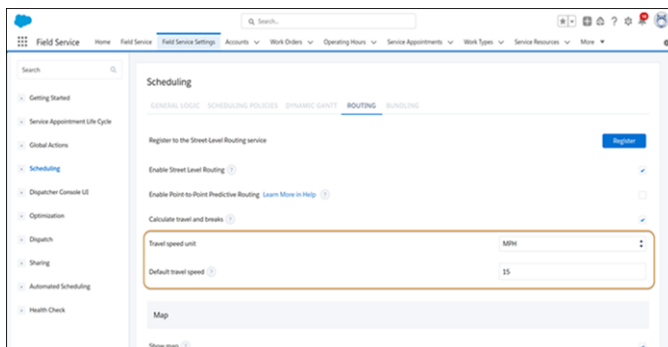 Search...
Field Service Home Field Service Field Service Settings Accounts Work Orders Operating Hours Service Appointments Work Types Service Resources More
Search
Getting Started
Service Appointment Life Cycle
Global Actions
Scheduling
Dispatcher Console UI
Optimization
Dispatch
Sharing
Automated Scheduling
Health Check
Scheduling
GENERAL LOGIC SCHEDULING POLICIES DYNAMIC GANTT ROUTING BUNDLING
Register to the Street-Level Routing service Register
Enable Street Level Routing ?
Enable Point-to-Point Predictive Routing Learn More in Help ?
Calculate travel and breaks ?
Travel speed unit MPH
Default travel speed ? 15
Map
Show map ?